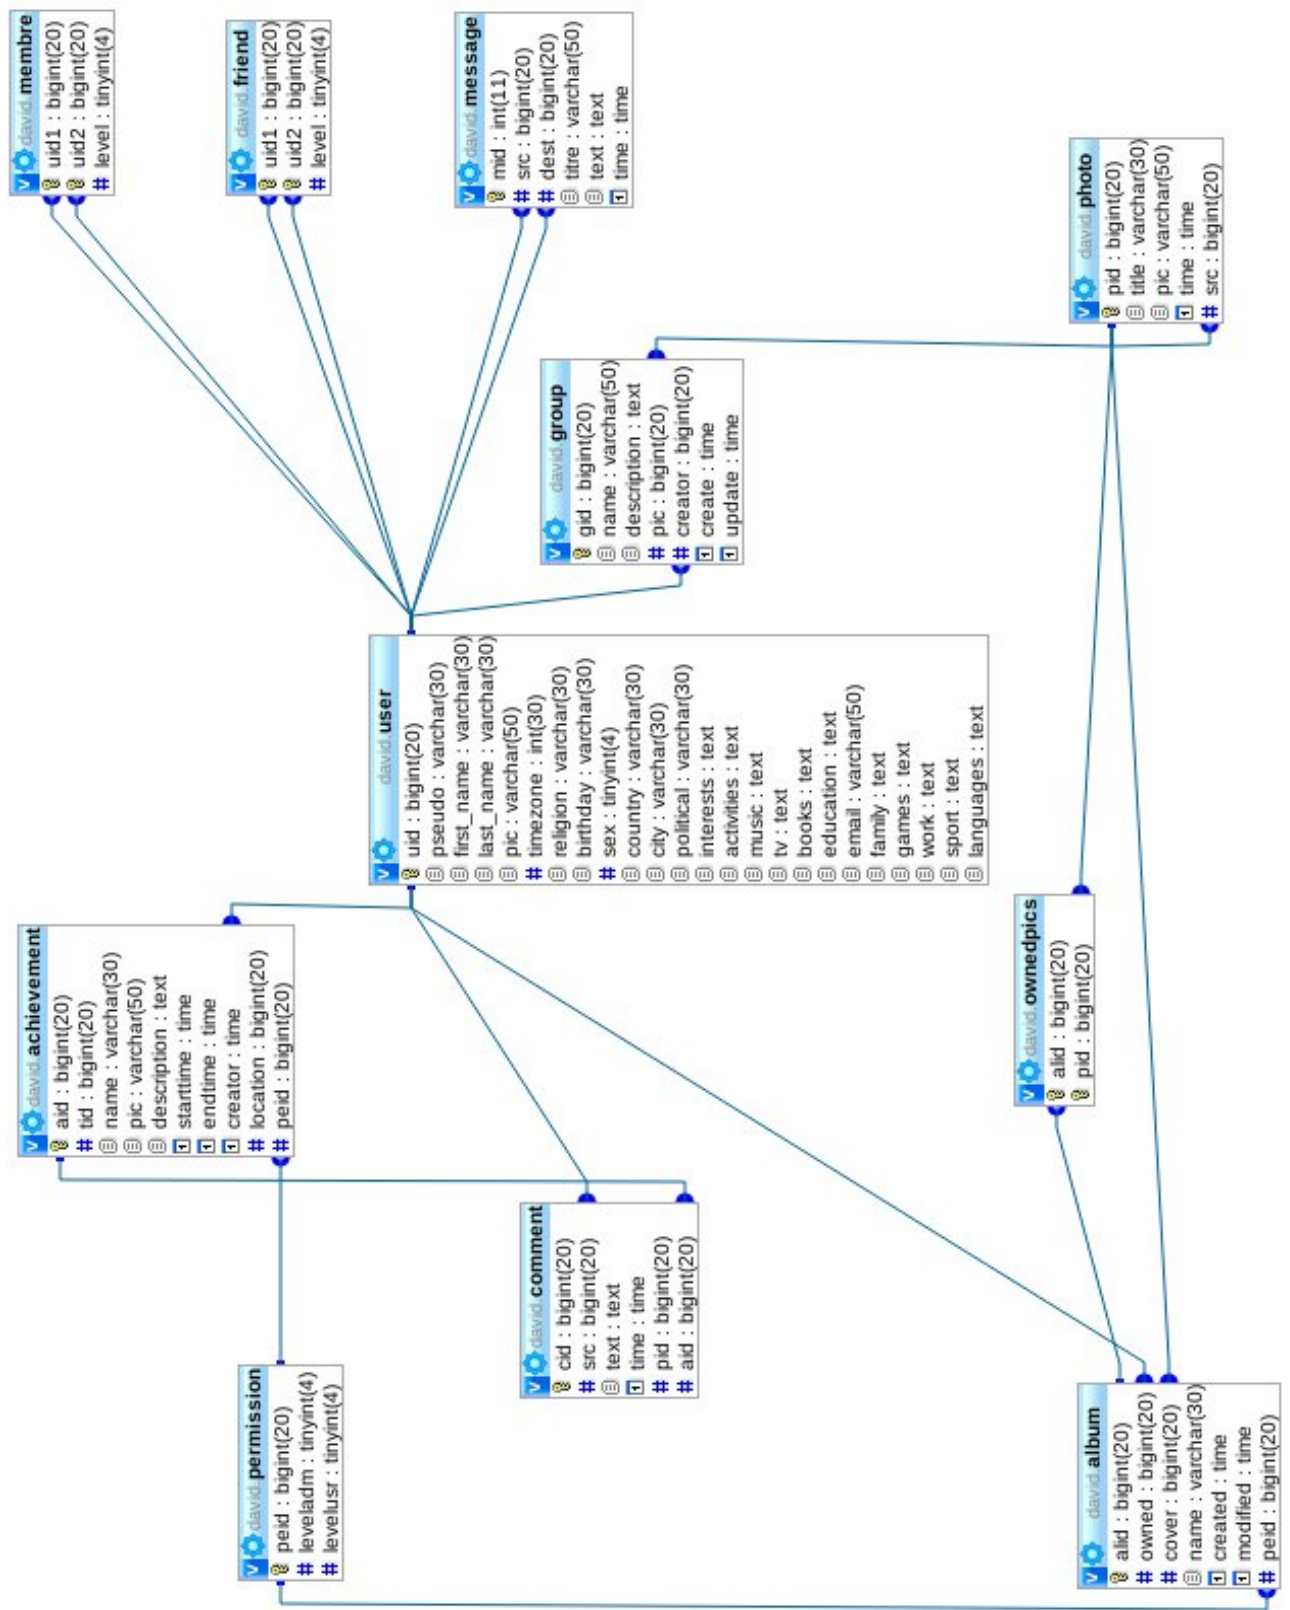 david.membre
uid1 : bigint(20)
uid2 : bigint(20)
level : tinyint(4)
david.friend
uid1 : bigint(20)
uid2 : bigint(20)
level : tinyint(4)
david.message
mid : int(11)
src : bigint(20)
dest : bigint(20)
titre : varchar(50)
text : text
time : time
david.group
gid : bigint(20)
name : varchar(50)
description : text
pic : bigint(20)
creator : bigint(20)
create : time
update : time
david.photo
pid : bigint(20)
title : varchar(30)
pic : varchar(50)
time : time
src : bigint(20)
david.user
uid : bigint(20)
pseudo : varchar(30)
first_name : varchar(30)
last_name : varchar(30)
pic : varchar(50)
timezone : int(30)
religion : varchar(30)
birthday : varchar(30)
sex : tinyint(4)
country : varchar(30)
city : varchar(30)
political : varchar(30)
interests : text
activities : text
music : text
tv : text
books : text
education : text
email : varchar(50)
family : text
games : text
work : text
sport : text
languages : text
david.achievement
aid : bigint(20)
tid : bigint(20)
name : varchar(30)
pic : varchar(50)
description : text
starttime : time
endtime : time
creator : time
location : bigint(20)
peid : bigint(20)
david.ownedpics
alid : bigint(20)
pid : bigint(20)
david.comment
cid : bigint(20)
src : bigint(20)
text : text
time : time
pid : bigint(20)
aid : bigint(20)
david.permission
peid : bigint(20)
leveladm : tinyint(4)
levelusr : tinyint(4)
david.album
alid : bigint(20)
owned : bigint(20)
cover : bigint(20)
name : varchar(30)
created : time
modified : time
peid : bigint(20)